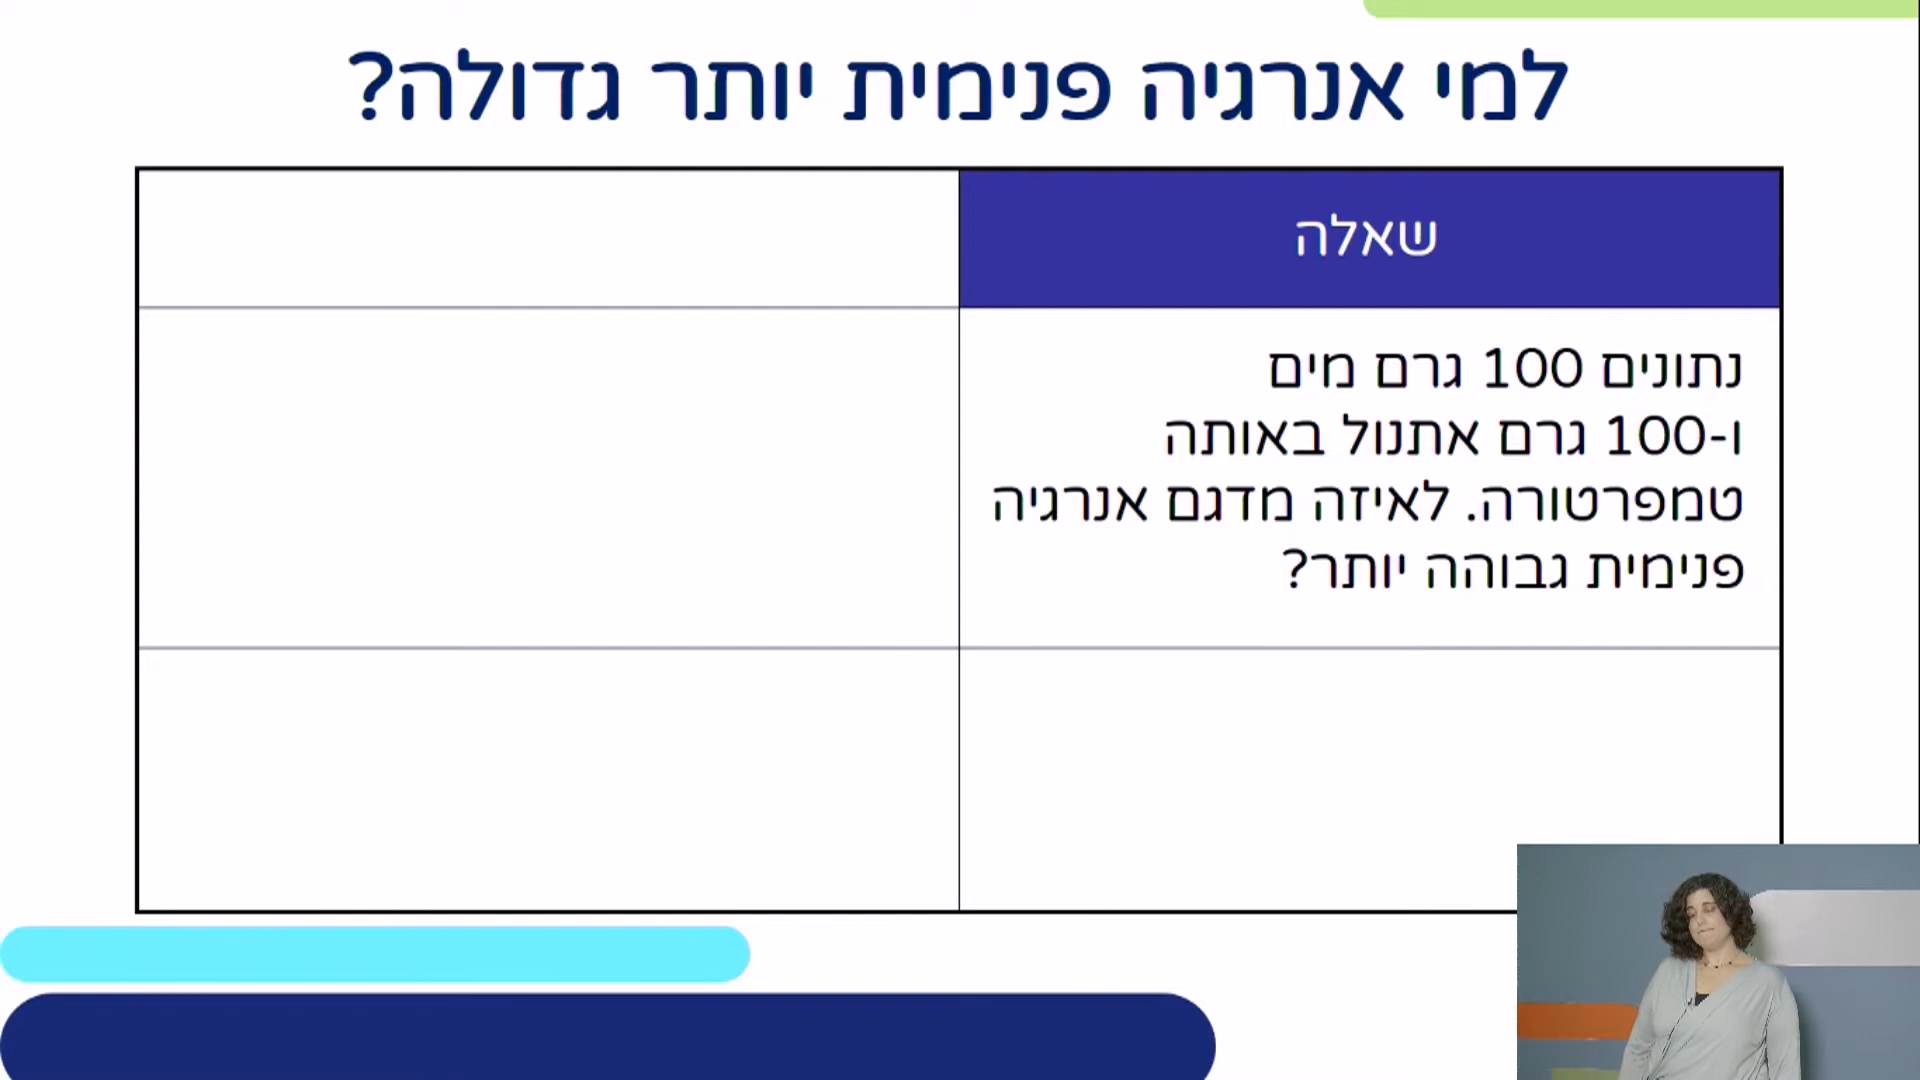 למי אנרגיה פנימית יותר גדולה?
שאלה
נתונים 100 גרם מים
ו-100 גרם אתנול באותה
טמפרטורה. לאיזה מדגם אנרגיה
פנימית גבוהה יותר?